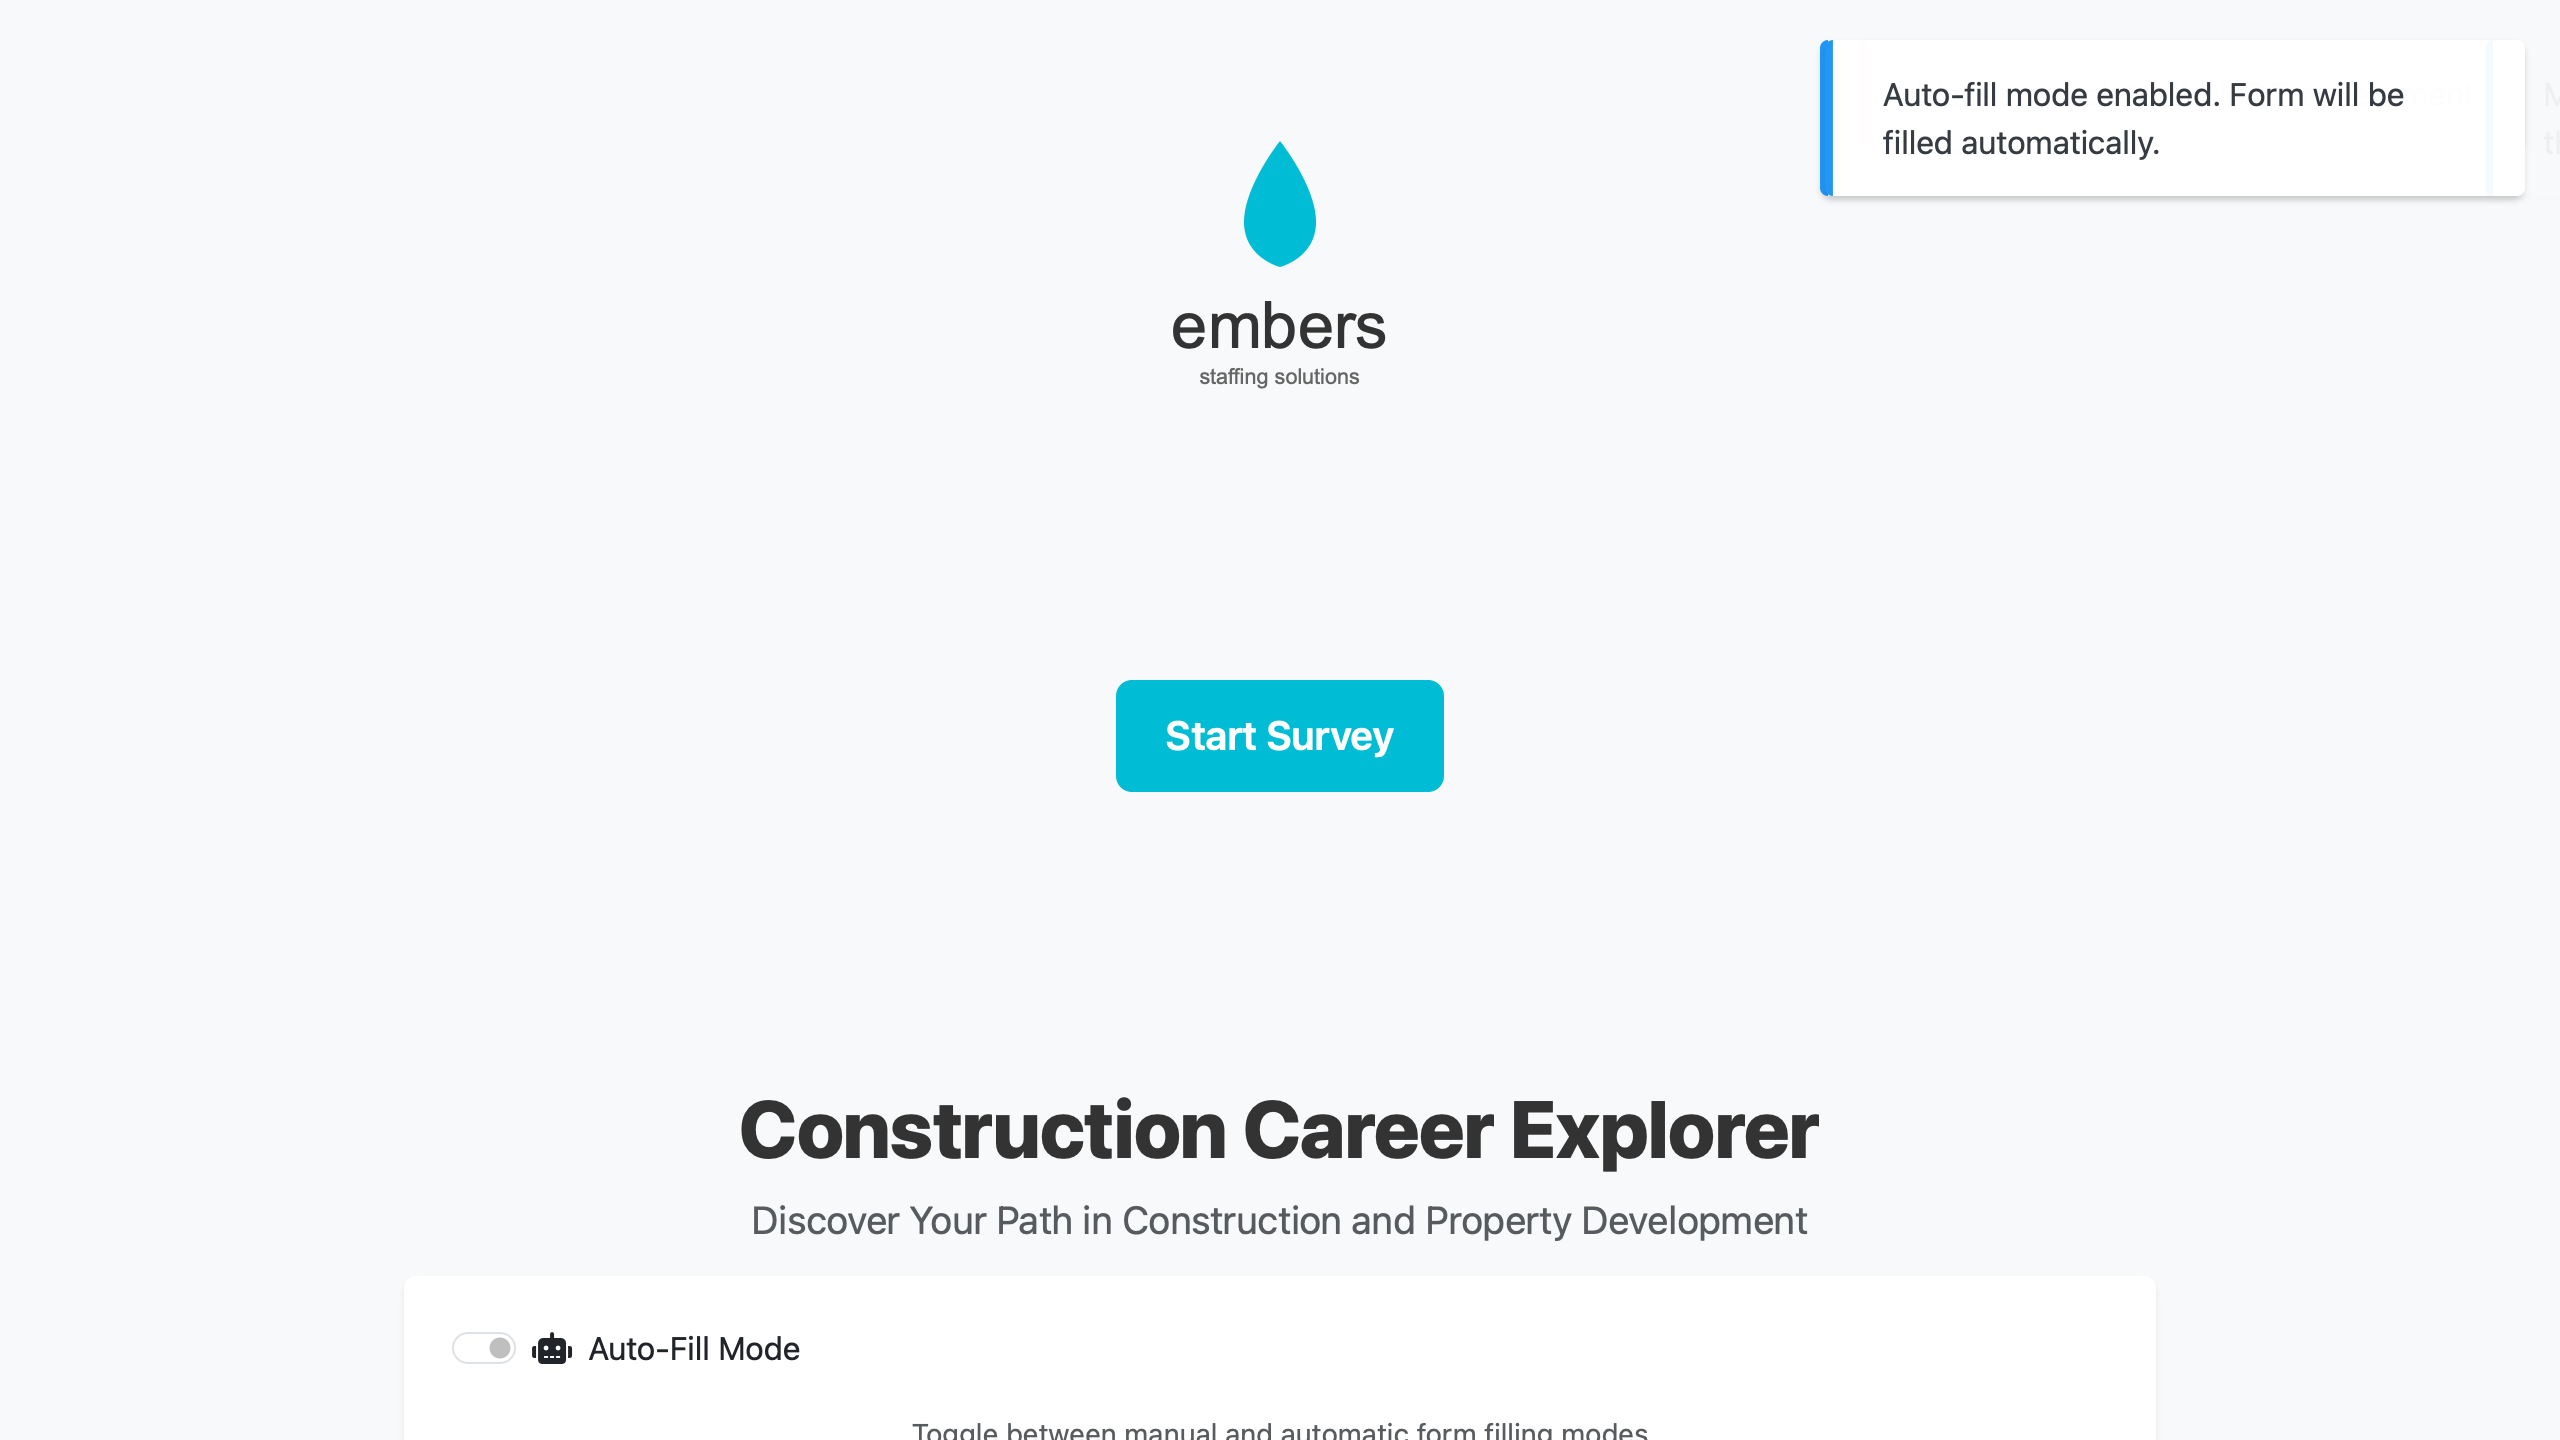 Auto-fill mode enabled. Form will be
filled automatically.
embers
staffing solutions
Start Survey
Construction Career Explorer
Discover Your Path in Construction and Property Development
Auto-Fill Mode
Toggle between manual and automatic form filling modes